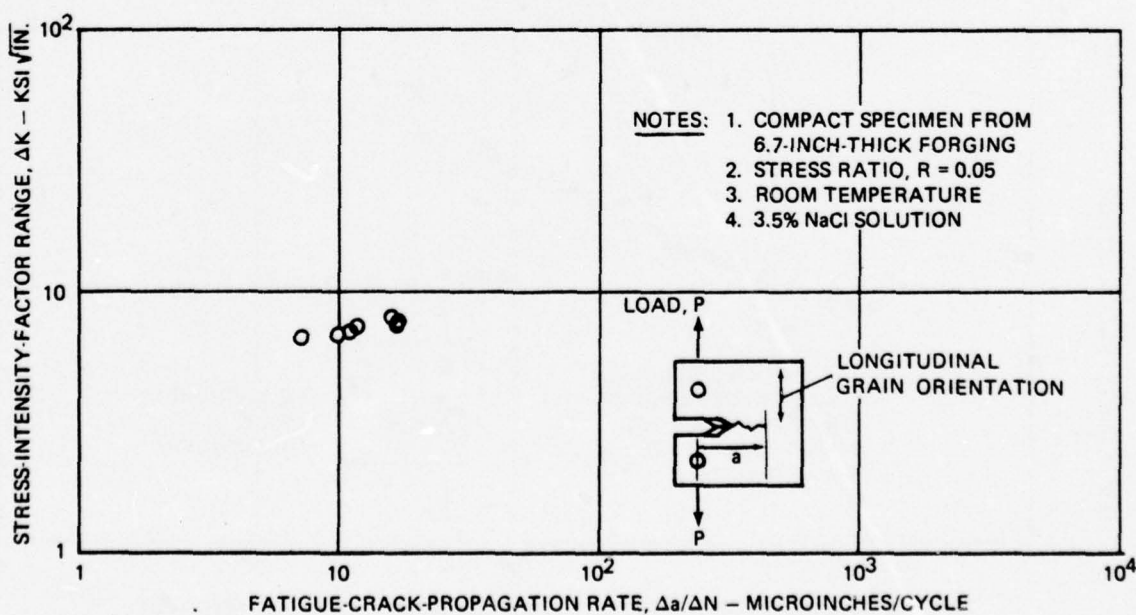 STRESS-INTENSITY-FACTOR RANGE, ΔK – KSI √IN.
10²
10
1
NOTES: 1. COMPACT SPECIMEN FROM
6.7-INCH-THICK FORGING
2. STRESS RATIO, R = 0.05
3. ROOM TEMPERATURE
4. 3.5% NaCl SOLUTION
LOAD, P
LONGITUDINAL
GRAIN ORIENTATION
a
P
1 10 10² 10³ 10⁴
FATIGUE-CRACK-PROPAGATION RATE, Δa/ΔN – MICROINCHES/CYCLE